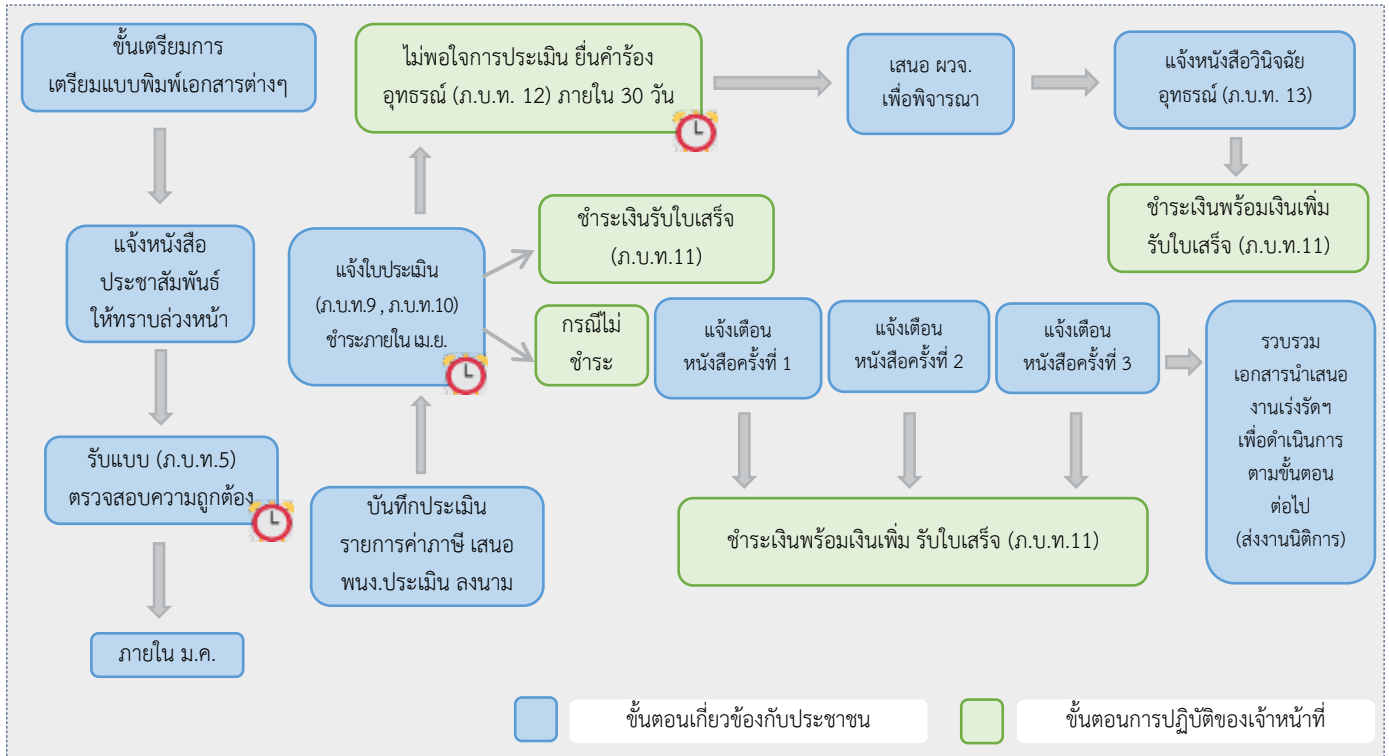 ขั้นเตรียมการ
เตรียมแบบพิมพ์เอกสารต่างๆ
ไม่พอใจการประเมิน ยื่นคำร้อง
อุทธรณ์ (ภ.บ.ท. 12) ภายใน 30 วัน
เสนอ ผวจ.
เพื่อพิจารณา
แจ้งหนังสือวินิจฉัย
อุทธรณ์ (ภ.บ.ท. 13)
ชำระเงินพร้อมเงินเพิ่ม
รับใบเสร็จ (ภ.บ.ท.11)
แจ้งหนังสือ
ประชาสัมพันธ์
ให้ทราบล่วงหน้า
แจ้งใบประเมิน
(ภ.บ.ท.9 , ภ.บ.ท.10)
ชำระภายใน เม.ย.
ชำระเงินรับใบเสร็จ
(ภ.บ.ท.11)
กรณีไม่
ชำระ
แจ้งเตือน
หนังสือครั้งที่ 1
แจ้งเตือน
หนังสือครั้งที่ 2
แจ้งเตือน
หนังสือครั้งที่ 3
รวบรวม
เอกสารนำเสนอ
งานเร่งรัดฯ
เพื่อดำเนินการ
ตามขั้นตอน
ต่อไป
(ส่งงานนิติการ)
รับแบบ (ภ.บ.ท.5)
ตรวจสอบความถูกต้อง
บันทึกประเมิน
รายการค่าภาษี เสนอ
พนง.ประเมิน ลงนาม
ชำระเงินพร้อมเงินเพิ่ม รับใบเสร็จ (ภ.บ.ท.11)
ภายใน ม.ค.
ขั้นตอนเกี่ยวข้องกับประชาชน
ขั้นตอนการปฏิบัติของเจ้าหน้าที่